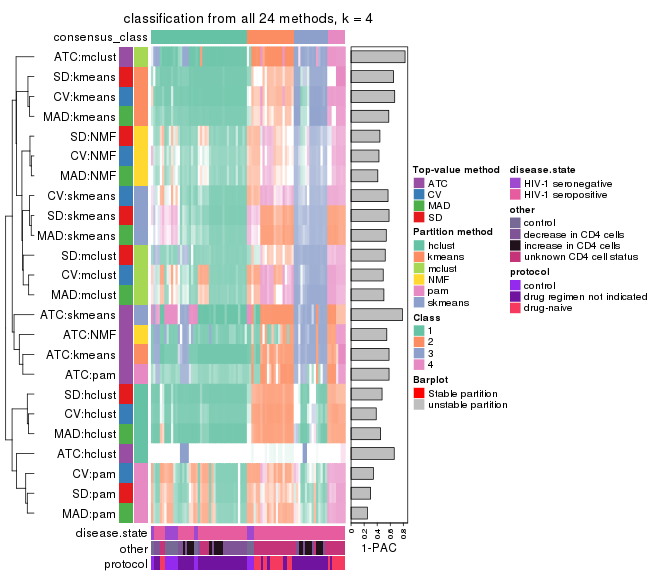 classification from all 24 methods, k = 4
consensus_class
ATC:mclust
SD:kmeans
CV:kmeans
MAD:kmeans
SD:NMF
CV:NMF
MAD:NMF
CV:skmeans
SD:skmeans
MAD:skmeans
SD:mclust
CV:mclust
MAD:mclust
ATC:skmeans
ATC:NMF
ATC:kmeans
ATC:pam
SD:hclust
CV:hclust
MAD:hclust
ATC:hclust
CV:pam
SD:pam
MAD:pam
disease.state
other
protocol
0 0.2 0.4 0.6 0.8
1-PAC
Top-value method
ATC
CV
MAD
SD
Partition method
hclust
kmeans
mclust
NMF
pam
skmeans
Class
1
2
3
4
Barplot
Stable partition
unstable partition
disease.state
HIV-1 seronegative
HIV-1 seropositive
other
control
decrease in CD4 cells
increase in CD4 cells
unknown CD4 cell status
protocol
control
drug regimen not indicated
drug-naive